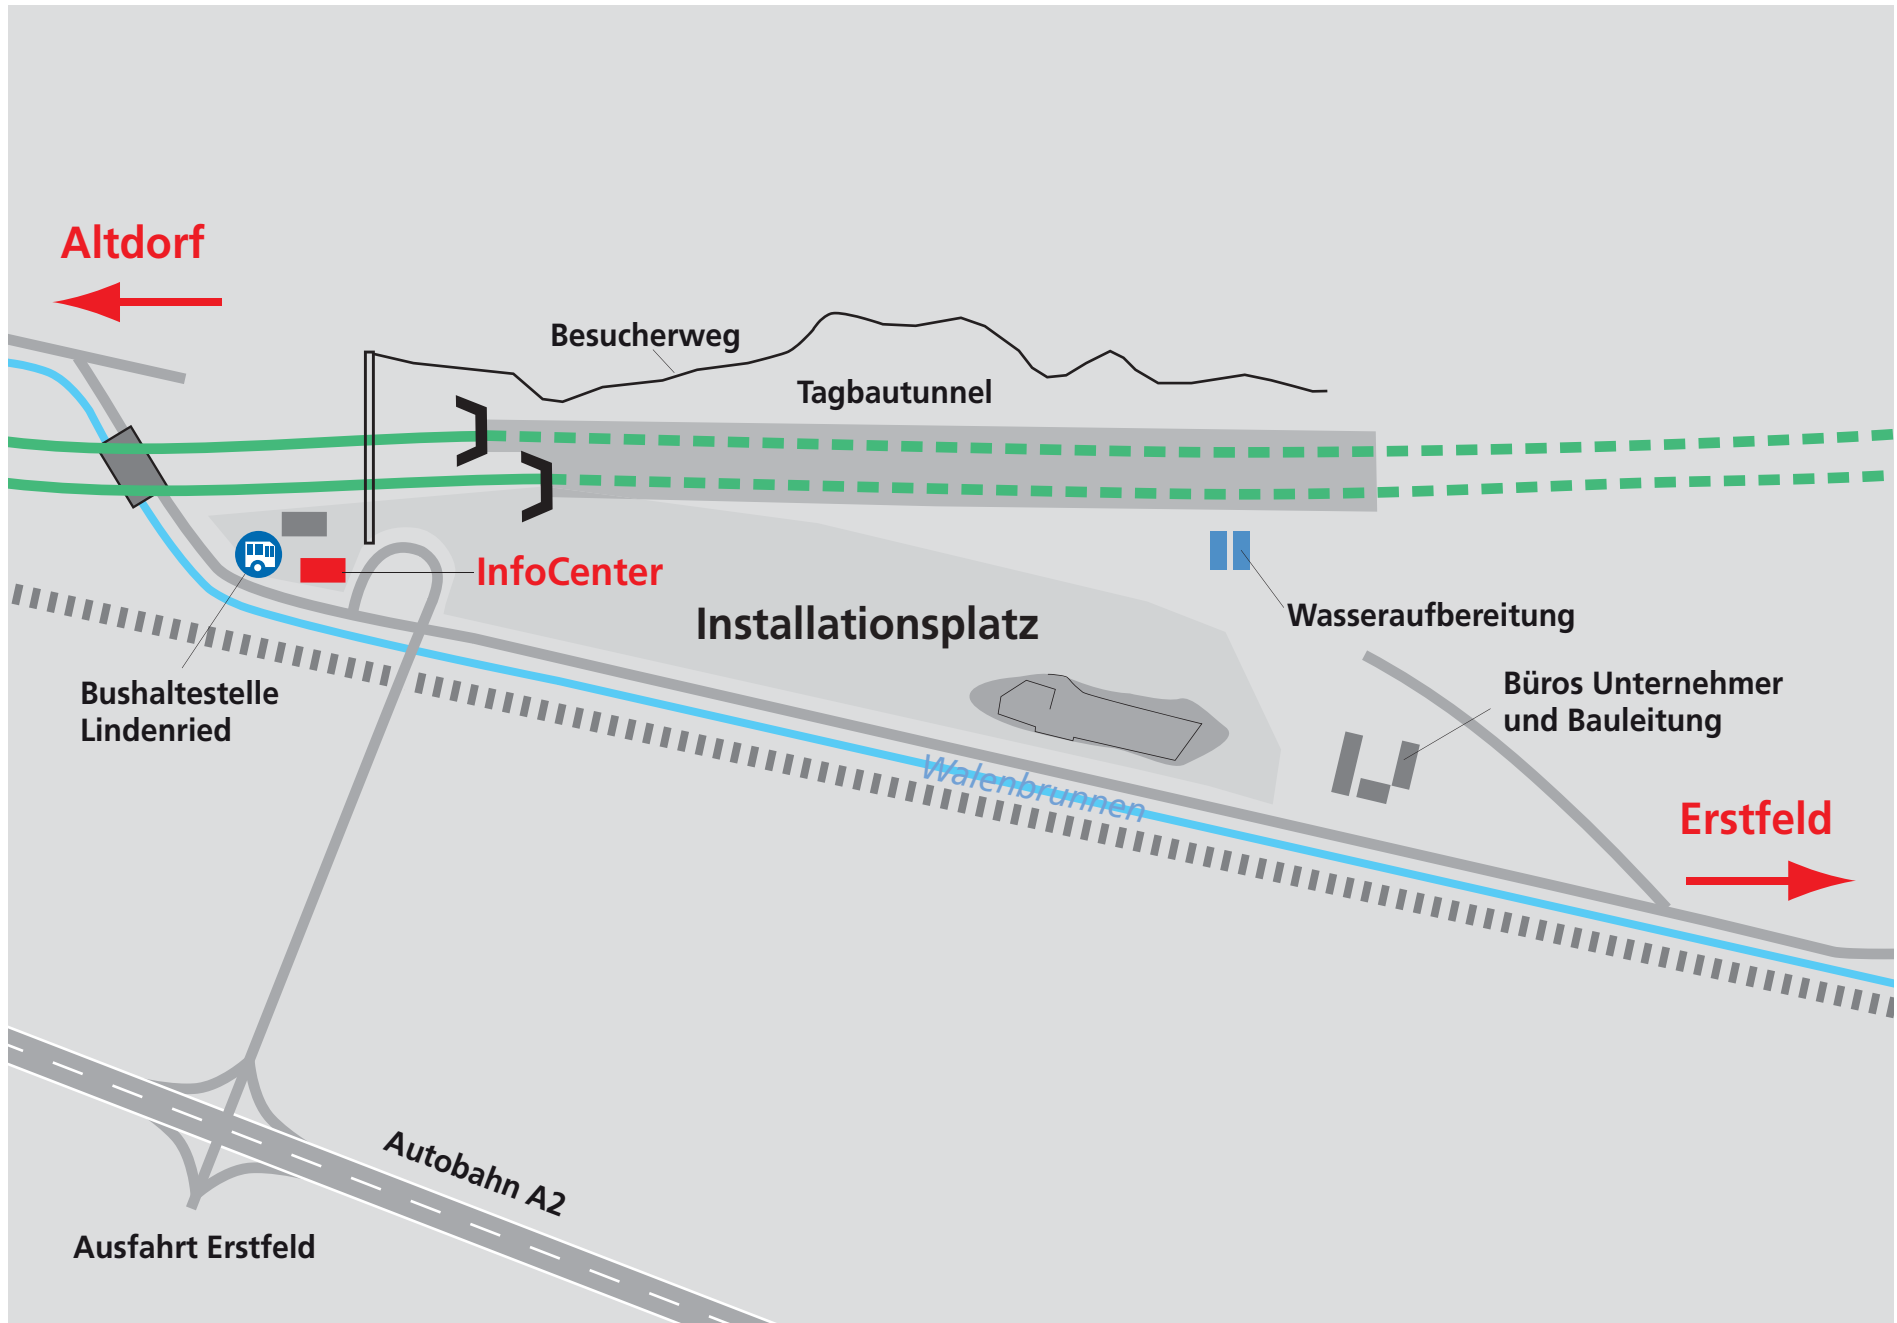 Altdorf
Besucherweg
Tagbautunnel
InfoCenter
Installationsplatz
Wasseraufbereitung
Bushaltestelle
Lindenried
Büros Unternehmer
und Bauleitung
Walenbrunnen
Erstfeld
Autobahn A2
Ausfahrt Erstfeld